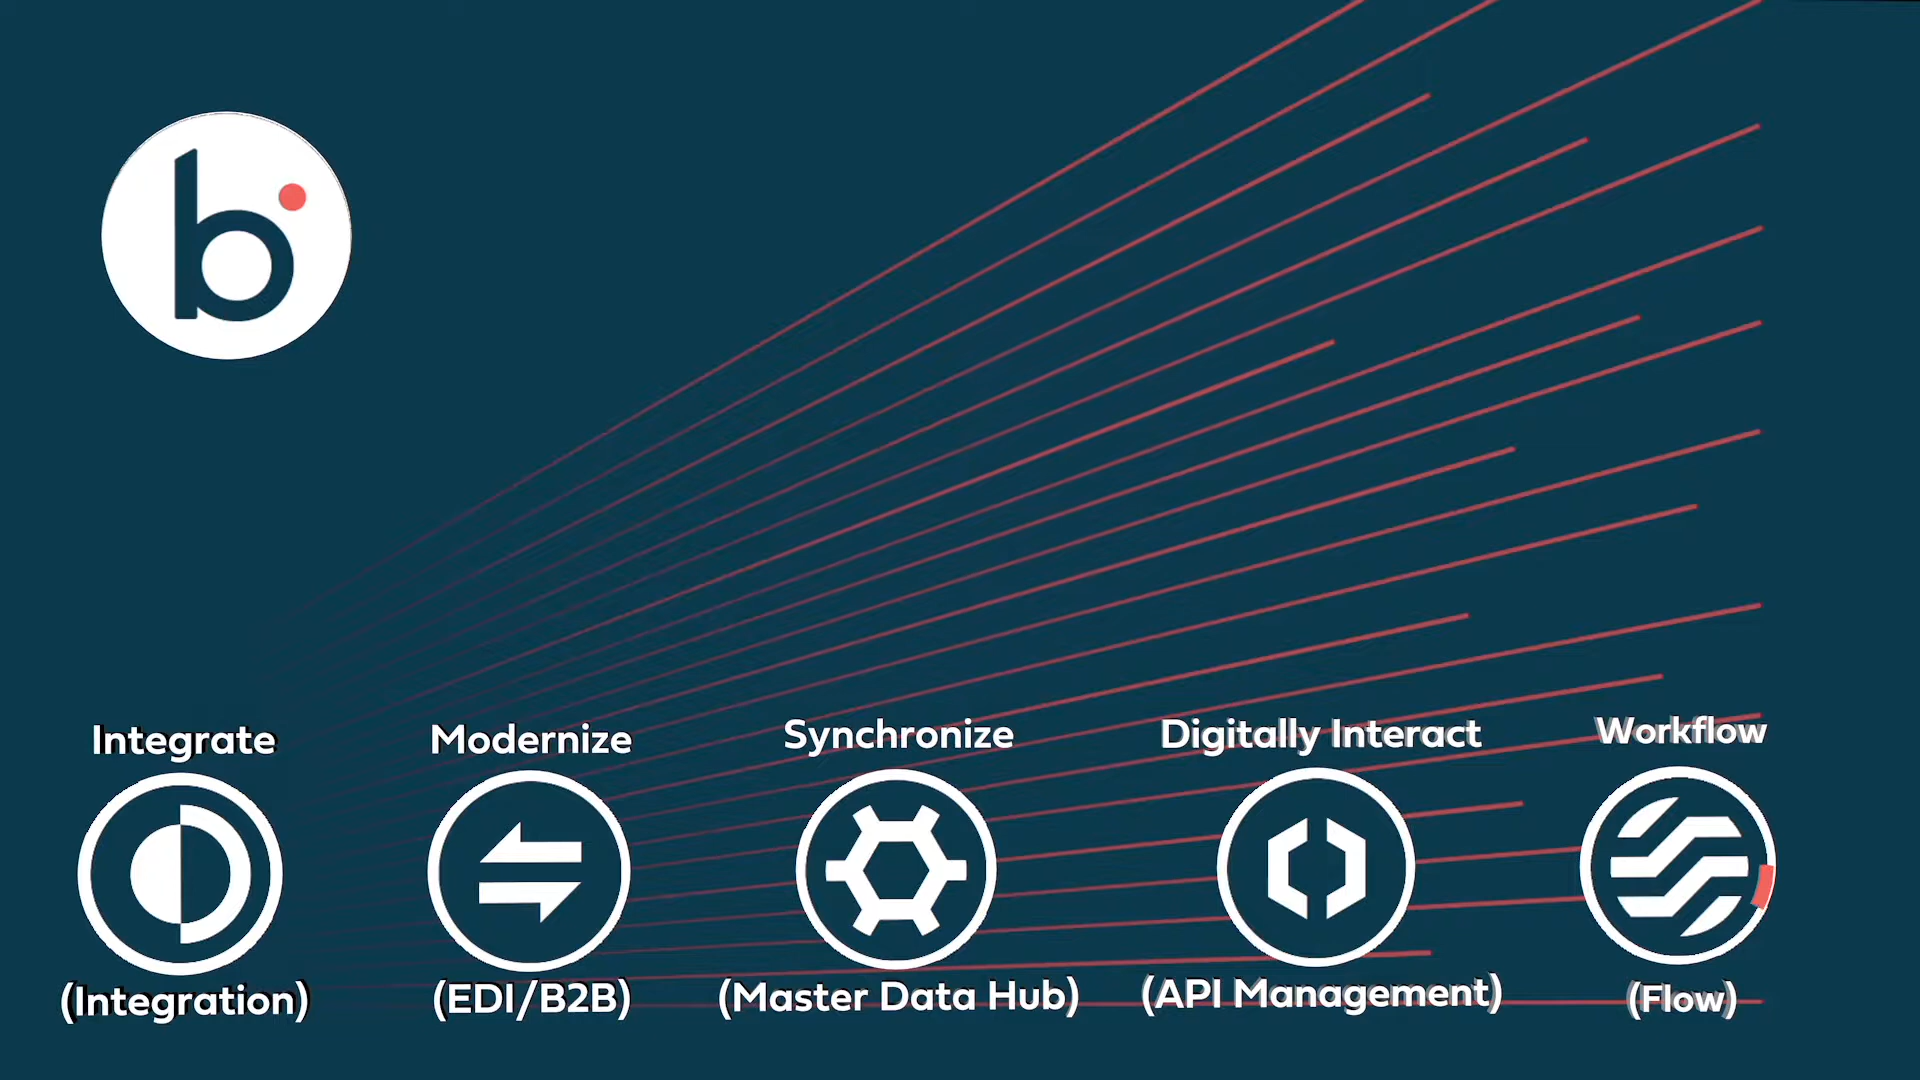 b
Integrate
Modernize
Synchronize
Digitally Interact
Workflow
(Integration)
(EDI/B2B)
(Master Data Hub)
(API Management)
(Flow)